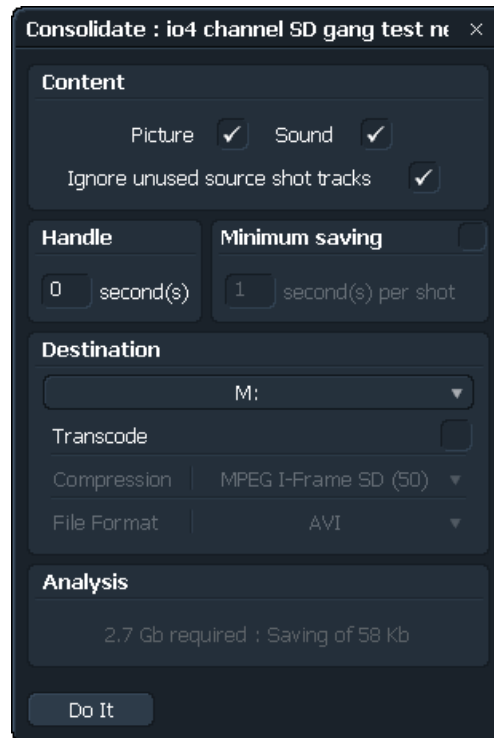 Consolidate : io4 channel SD gang test ne
Content
Picture Sound
Ignore unused source shot tracks
Handle Minimum saving
0 second(s) 1 second(s) per shot
Destination
M:
Transcode
Compression MPEG I-Frame SD (50)
File Format AVI
Analysis
2.7 Gb required : Saving of 58 Kb
Do It